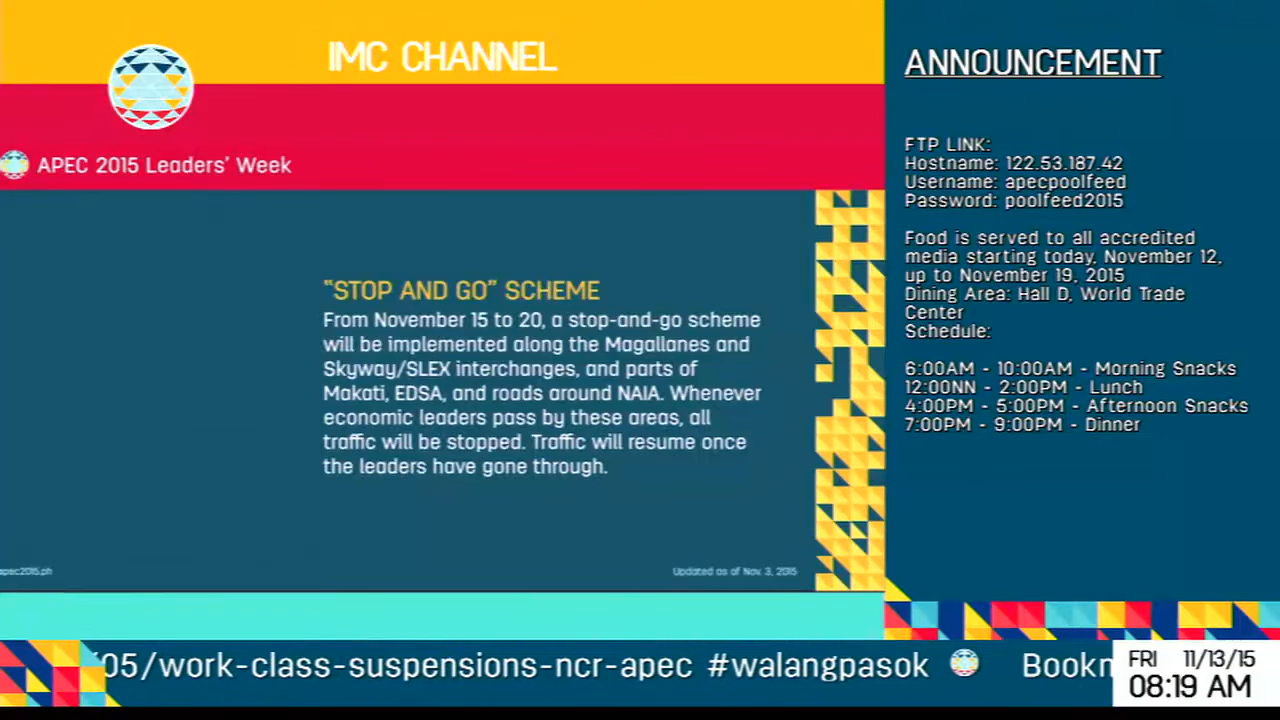 IMC CHANNEL
APEC 2015 Leaders' Week
"STOP AND GO" SCHEME
From November 15 to 20, a stop-and-go scheme
will be implemented along the Magallanes and
Skyway/SLEX interchanges, and parts of
Makati, EDSA, and roads around NAIA. Whenever
economic leaders pass by these areas, all
traffic will be stopped. Traffic will resume once
the leaders have gone through.
apec2015.ph
Updated as of Nov. 3, 2015
ANNOUNCEMENT
FTP LINK:
Hostname: 122.53.187.42
Username: apecpoolfeed
Password: poolfeed2015
Food is served to all accredited
media starting today, November 12,
up to November 19, 2015
Dining Area: Hall D, World Trade
Center
Schedule:
6:00AM - 10:00AM - Morning Snacks
12:00NN - 2:00PM - Lunch
4:00PM - 5:00PM - Afternoon Snacks
7:00PM - 9:00PM - Dinner
/05/work-class-suspensions-ncr-apec #walangpasok
FRI 11/13/15
08:19 AM